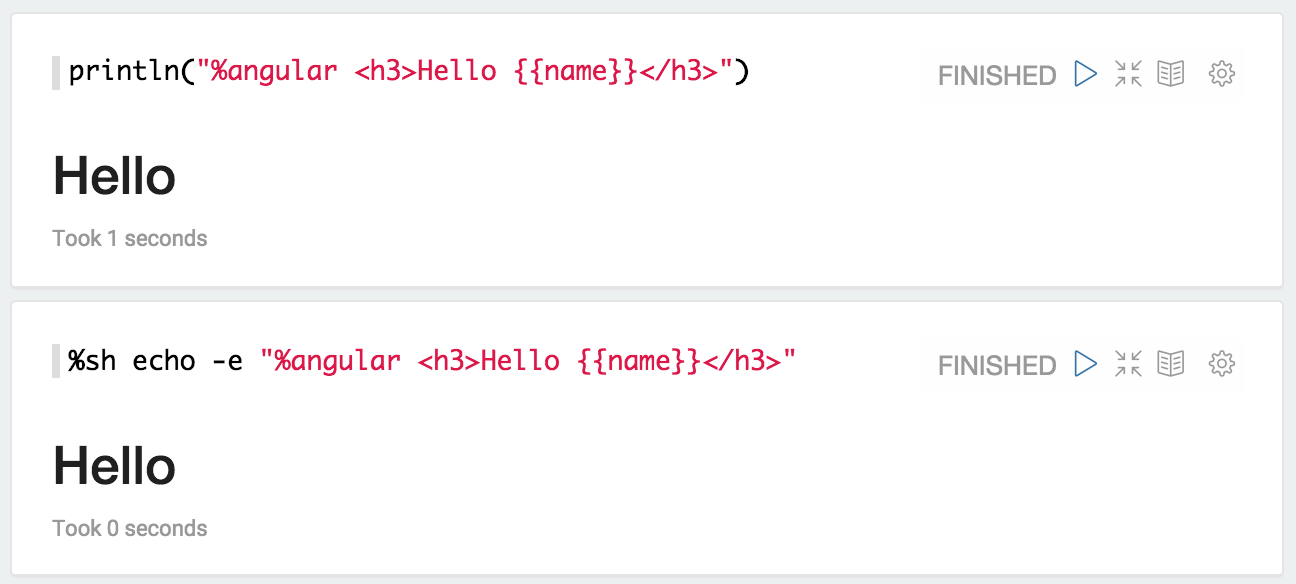 println("%angular <h3>Hello {{name}}</h3>")
FINISHED
Hello
Took 1 seconds
%sh echo -e "%angular <h3>Hello {{name}}</h3>"
FINISHED
Hello
Took 0 seconds